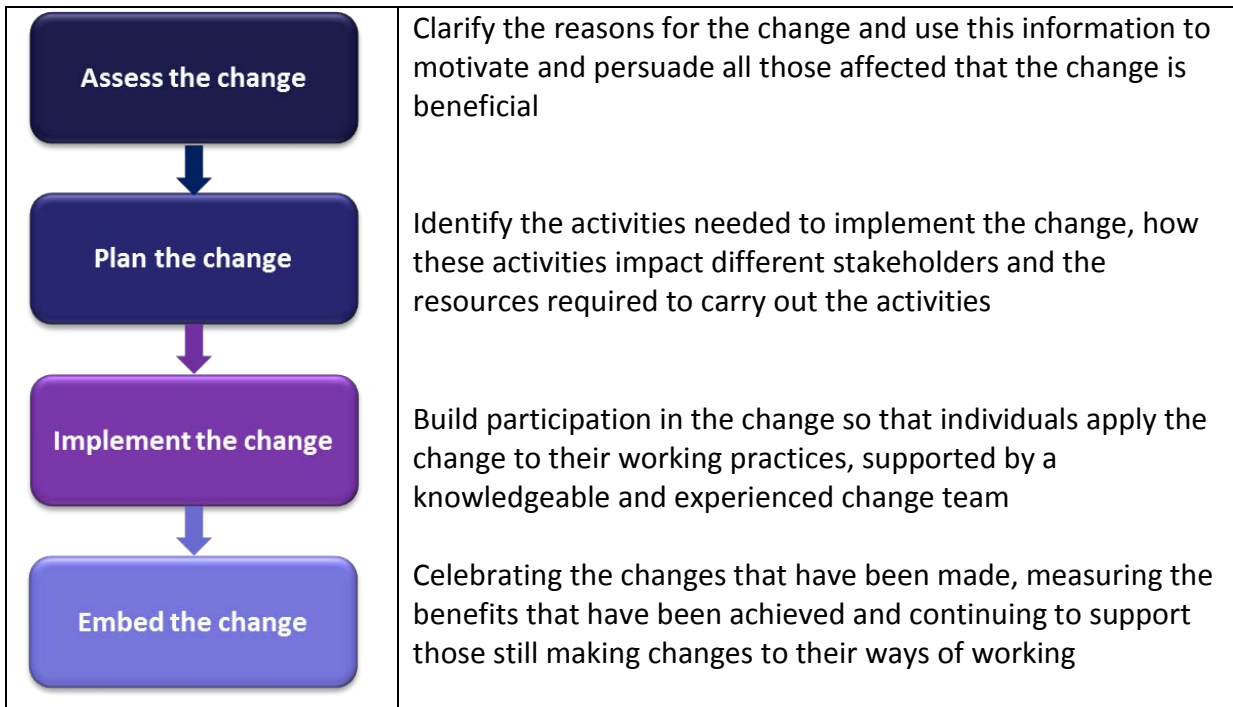 Assess the change
Clarify the reasons for the change and use this information to
motivate and persuade all those affected that the change is
beneficial
Plan the change
Identify the activities needed to implement the change, how
these activities impact different stakeholders and the
resources required to carry out the activities
Implement the change
Build participation in the change so that individuals apply the
change to their working practices, supported by a
knowledgeable and experienced change team
Embed the change
Celebrating the changes that have been made, measuring the
benefits that have been achieved and continuing to support
those still making changes to their ways of working